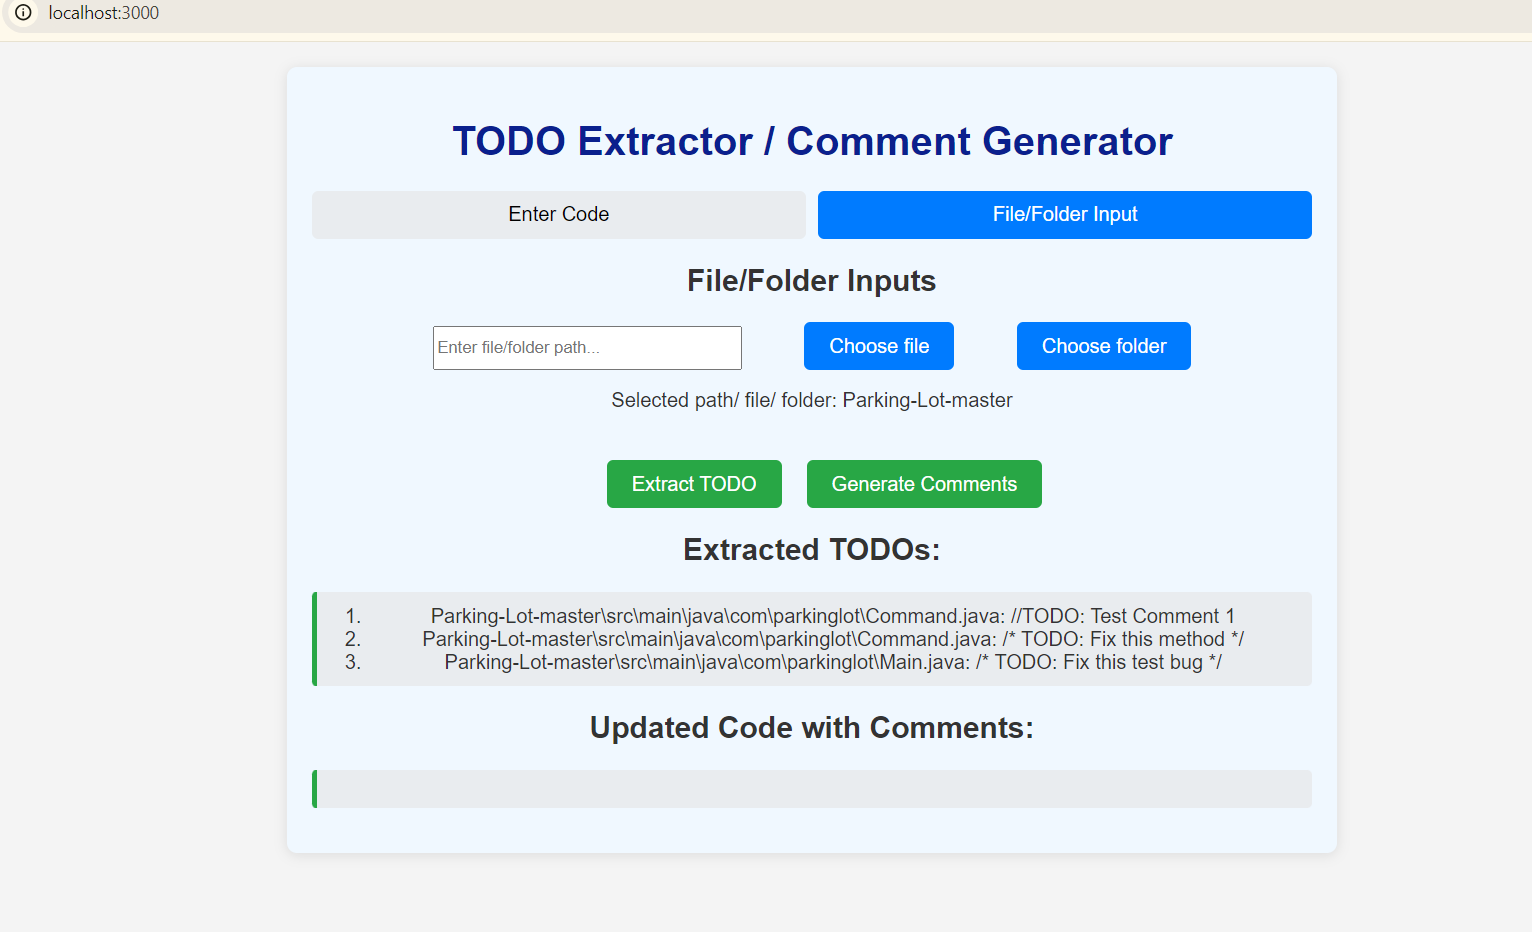 localhost:3000
TODO Extractor / Comment Generator
Enter Code
File/Folder Input
File/Folder Inputs
Enter file/folder path...
Choose file
Choose folder
Selected path/ file/ folder: Parking-Lot-master
Extract TODO
Generate Comments
Extracted TODOs:
1. Parking-Lot-master\src\main\java\com\parkinglot\Command.java: //TODO: Test Comment 1
2. Parking-Lot-master\src\main\java\com\parkinglot\Command.java: /* TODO: Fix this method */
3. Parking-Lot-master\src\main\java\com\parkinglot\Main.java: /* TODO: Fix this test bug */
Updated Code with Comments: